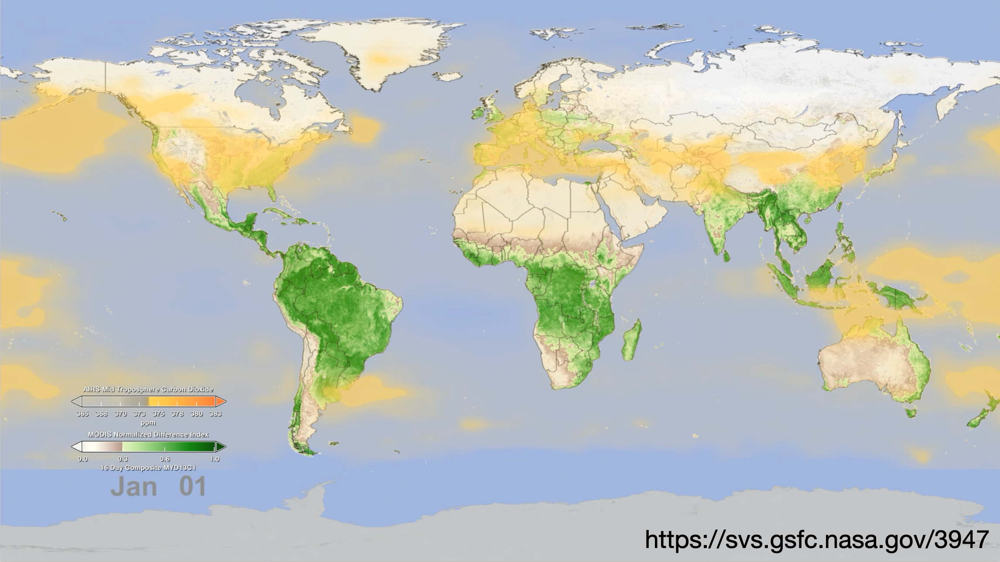 AIRS Mid Troposphere Carbon Dioxide
365 368 370 373 375 378 380 383
ppm
MODIS Normalized Difference Index
0.0 0.3 0.6 1.0
16 Day Composite MYD13C1
Jan 01
https://svs.gsfc.nasa.gov/3947